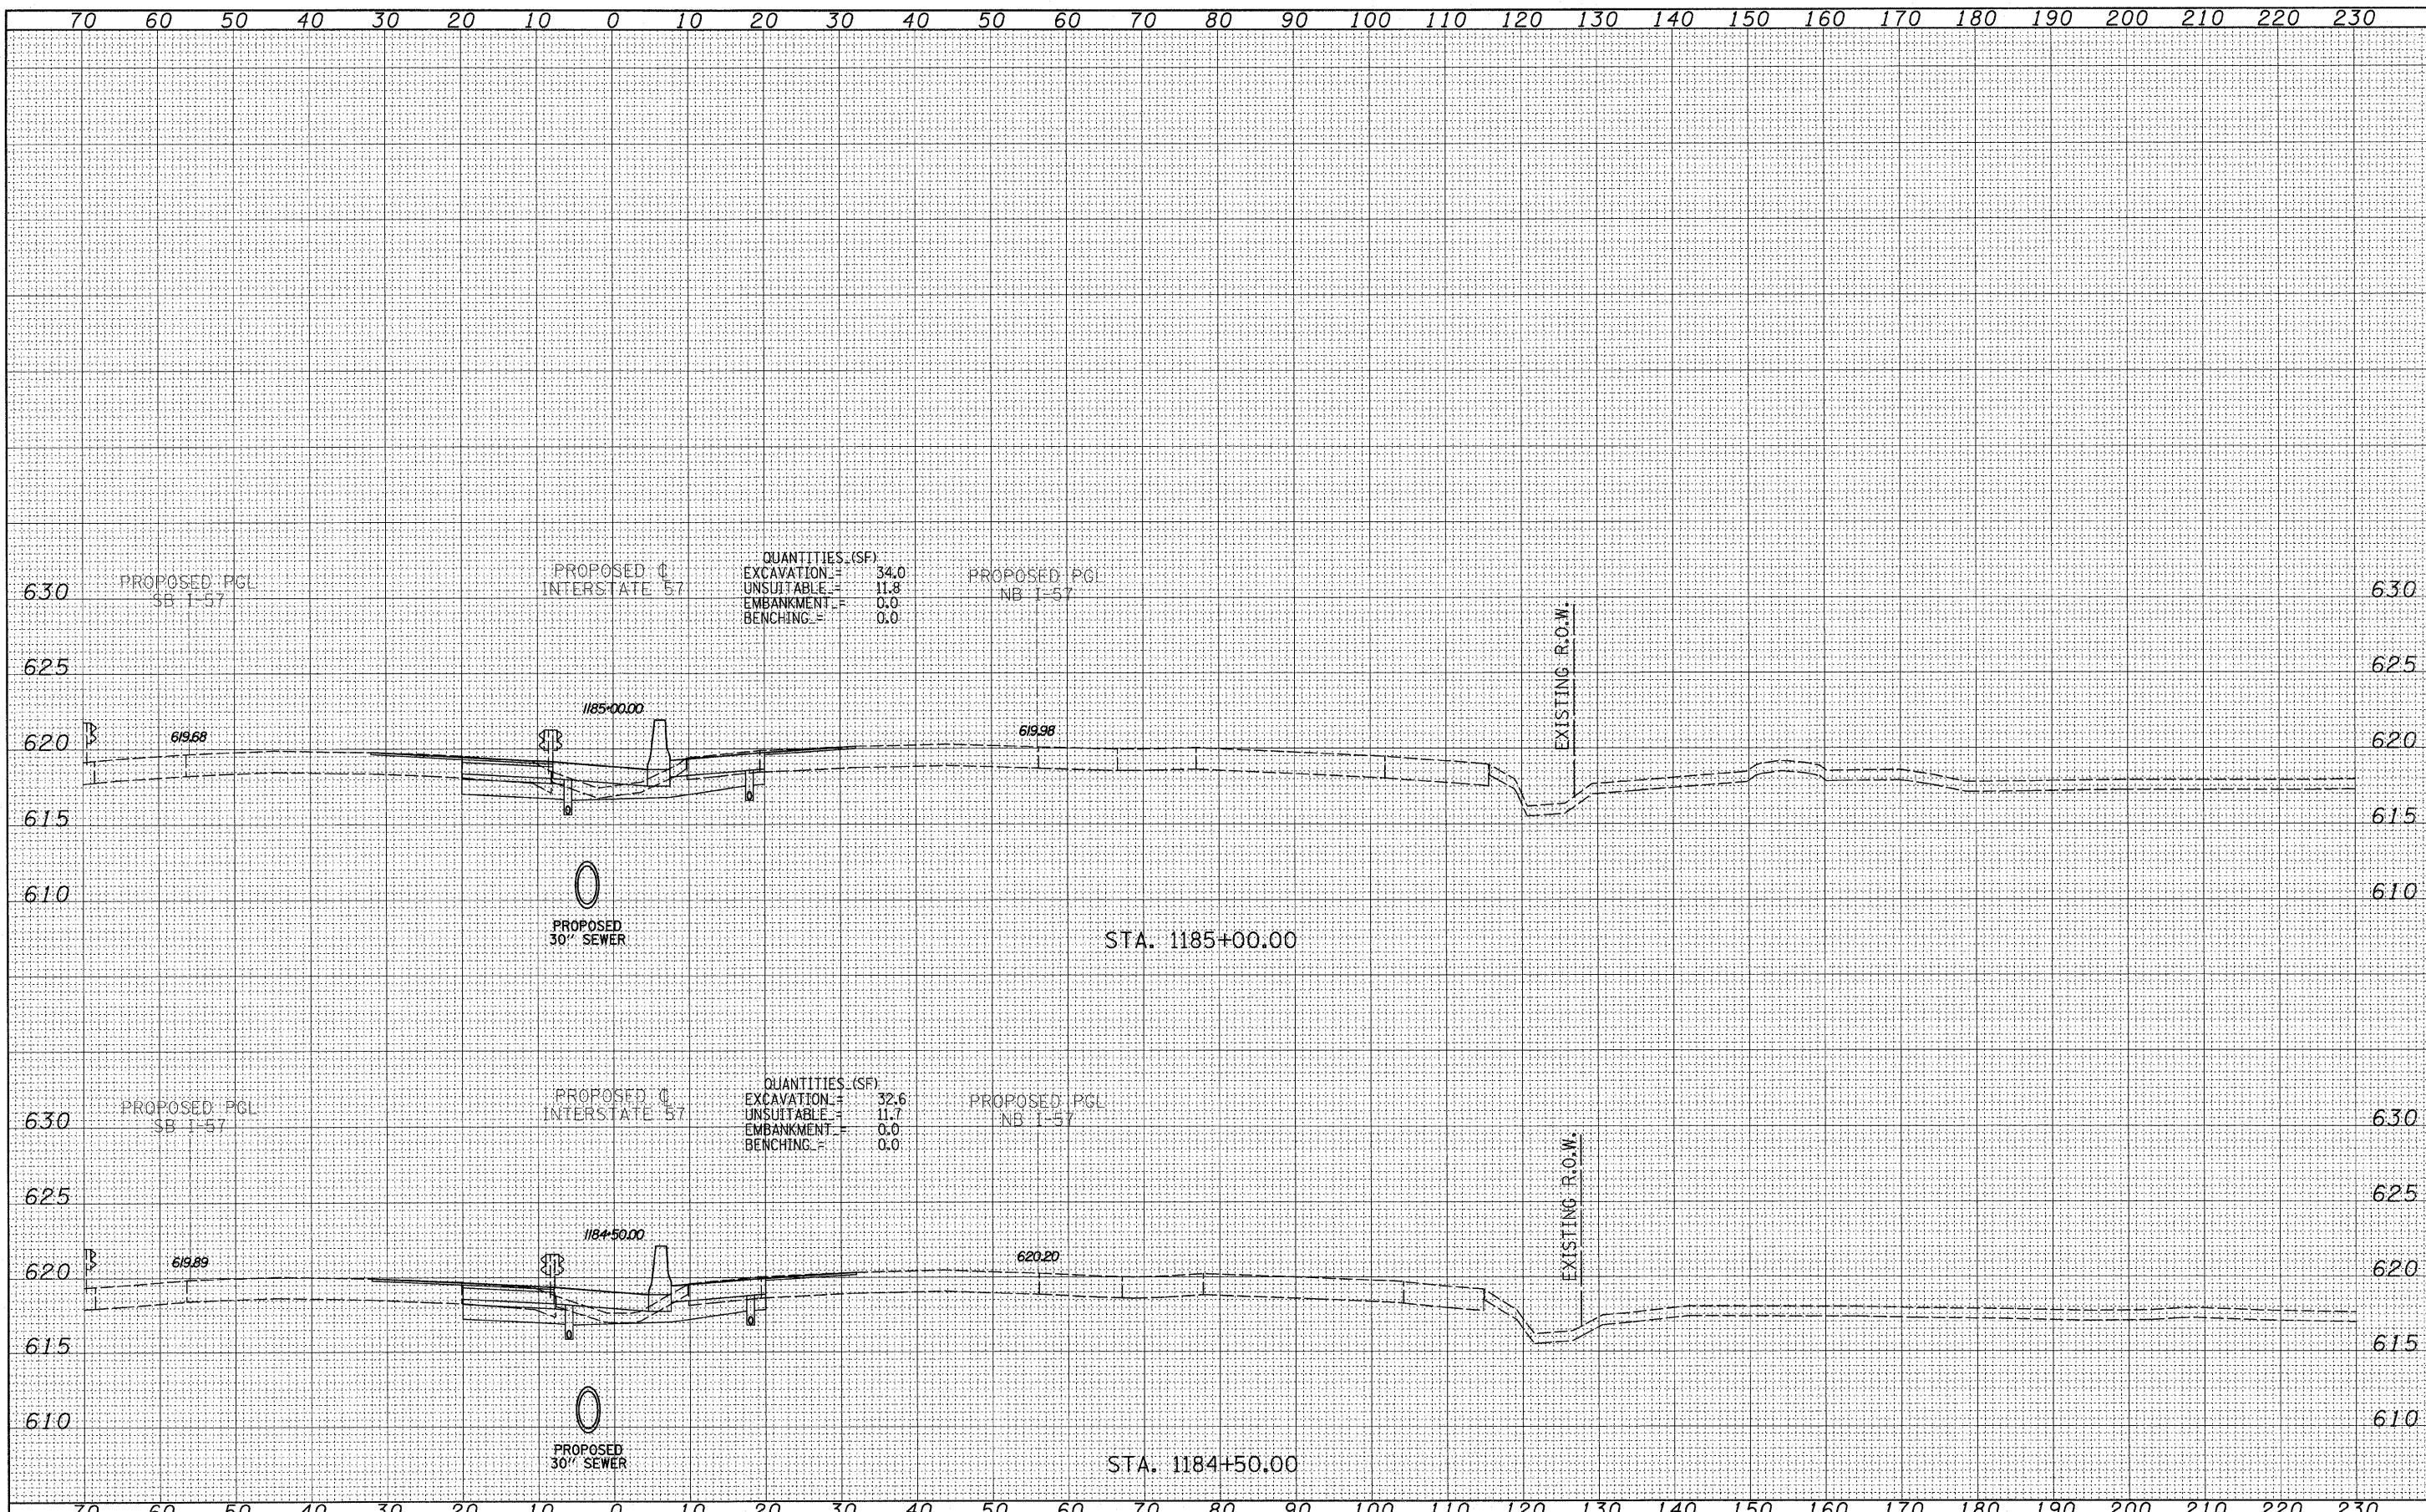 70 60 50 40 30 20 10 0 10 20 30 40 50 60 70 80 90 100 110 120 130 140 150 160 170 180 190 200 210 220 230
PROPOSED PGL
SB I-57
PROPOSED ℄
INTERSTATE 57
QUANTITIES (SF)
EXCAVATION = 34.0
UNSUITABLE = 11.8
EMBANKMENT = 0.0
BENCHING = 0.0
PROPOSED PGL
NB I-57
EXISTING R.O.W.
630 630
625 625
1185+00.00
619.68
619.98
620 620
615 615
610 610
PROPOSED
30" SEWER
STA. 1185+00.00
PROPOSED PGL
SB I-57
PROPOSED ℄
INTERSTATE 57
QUANTITIES (SF)
EXCAVATION = 32.6
UNSUITABLE = 11.7
EMBANKMENT = 0.0
BENCHING = 0.0
PROPOSED PGL
NB I-57
EXISTING R.O.W.
630 630
625 625
1184+50.00
619.89
620.20
620 620
615 615
610 610
PROPOSED
30" SEWER
STA. 1184+50.00
70 60 50 40 30 20 10 0 10 20 30 40 50 60 70 80 90 100 110 120 130 140 150 160 170 180 190 200 210 220 230